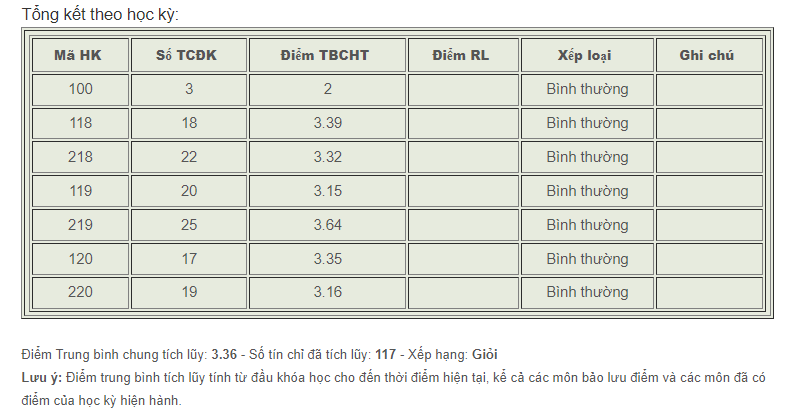 Tổng kết theo học kỳ:
Mã HK Số TCĐK Điểm TBCHT Điểm RL Xếp loại Ghi chú
100 3 2 Bình thường
118 18 3.39 Bình thường
218 22 3.32 Bình thường
119 20 3.15 Bình thường
219 25 3.64 Bình thường
120 17 3.35 Bình thường
220 19 3.16 Bình thường
Điểm Trung bình chung tích lũy: 3.36 - Số tín chỉ đã tích lũy: 117 - Xếp hạng: Giỏi
Lưu ý: Điểm trung bình tích lũy tính từ đầu khóa học cho đến thời điểm hiện tại, kể cả các môn bảo lưu điểm và các môn đã có
điểm của học kỳ hiện hành.